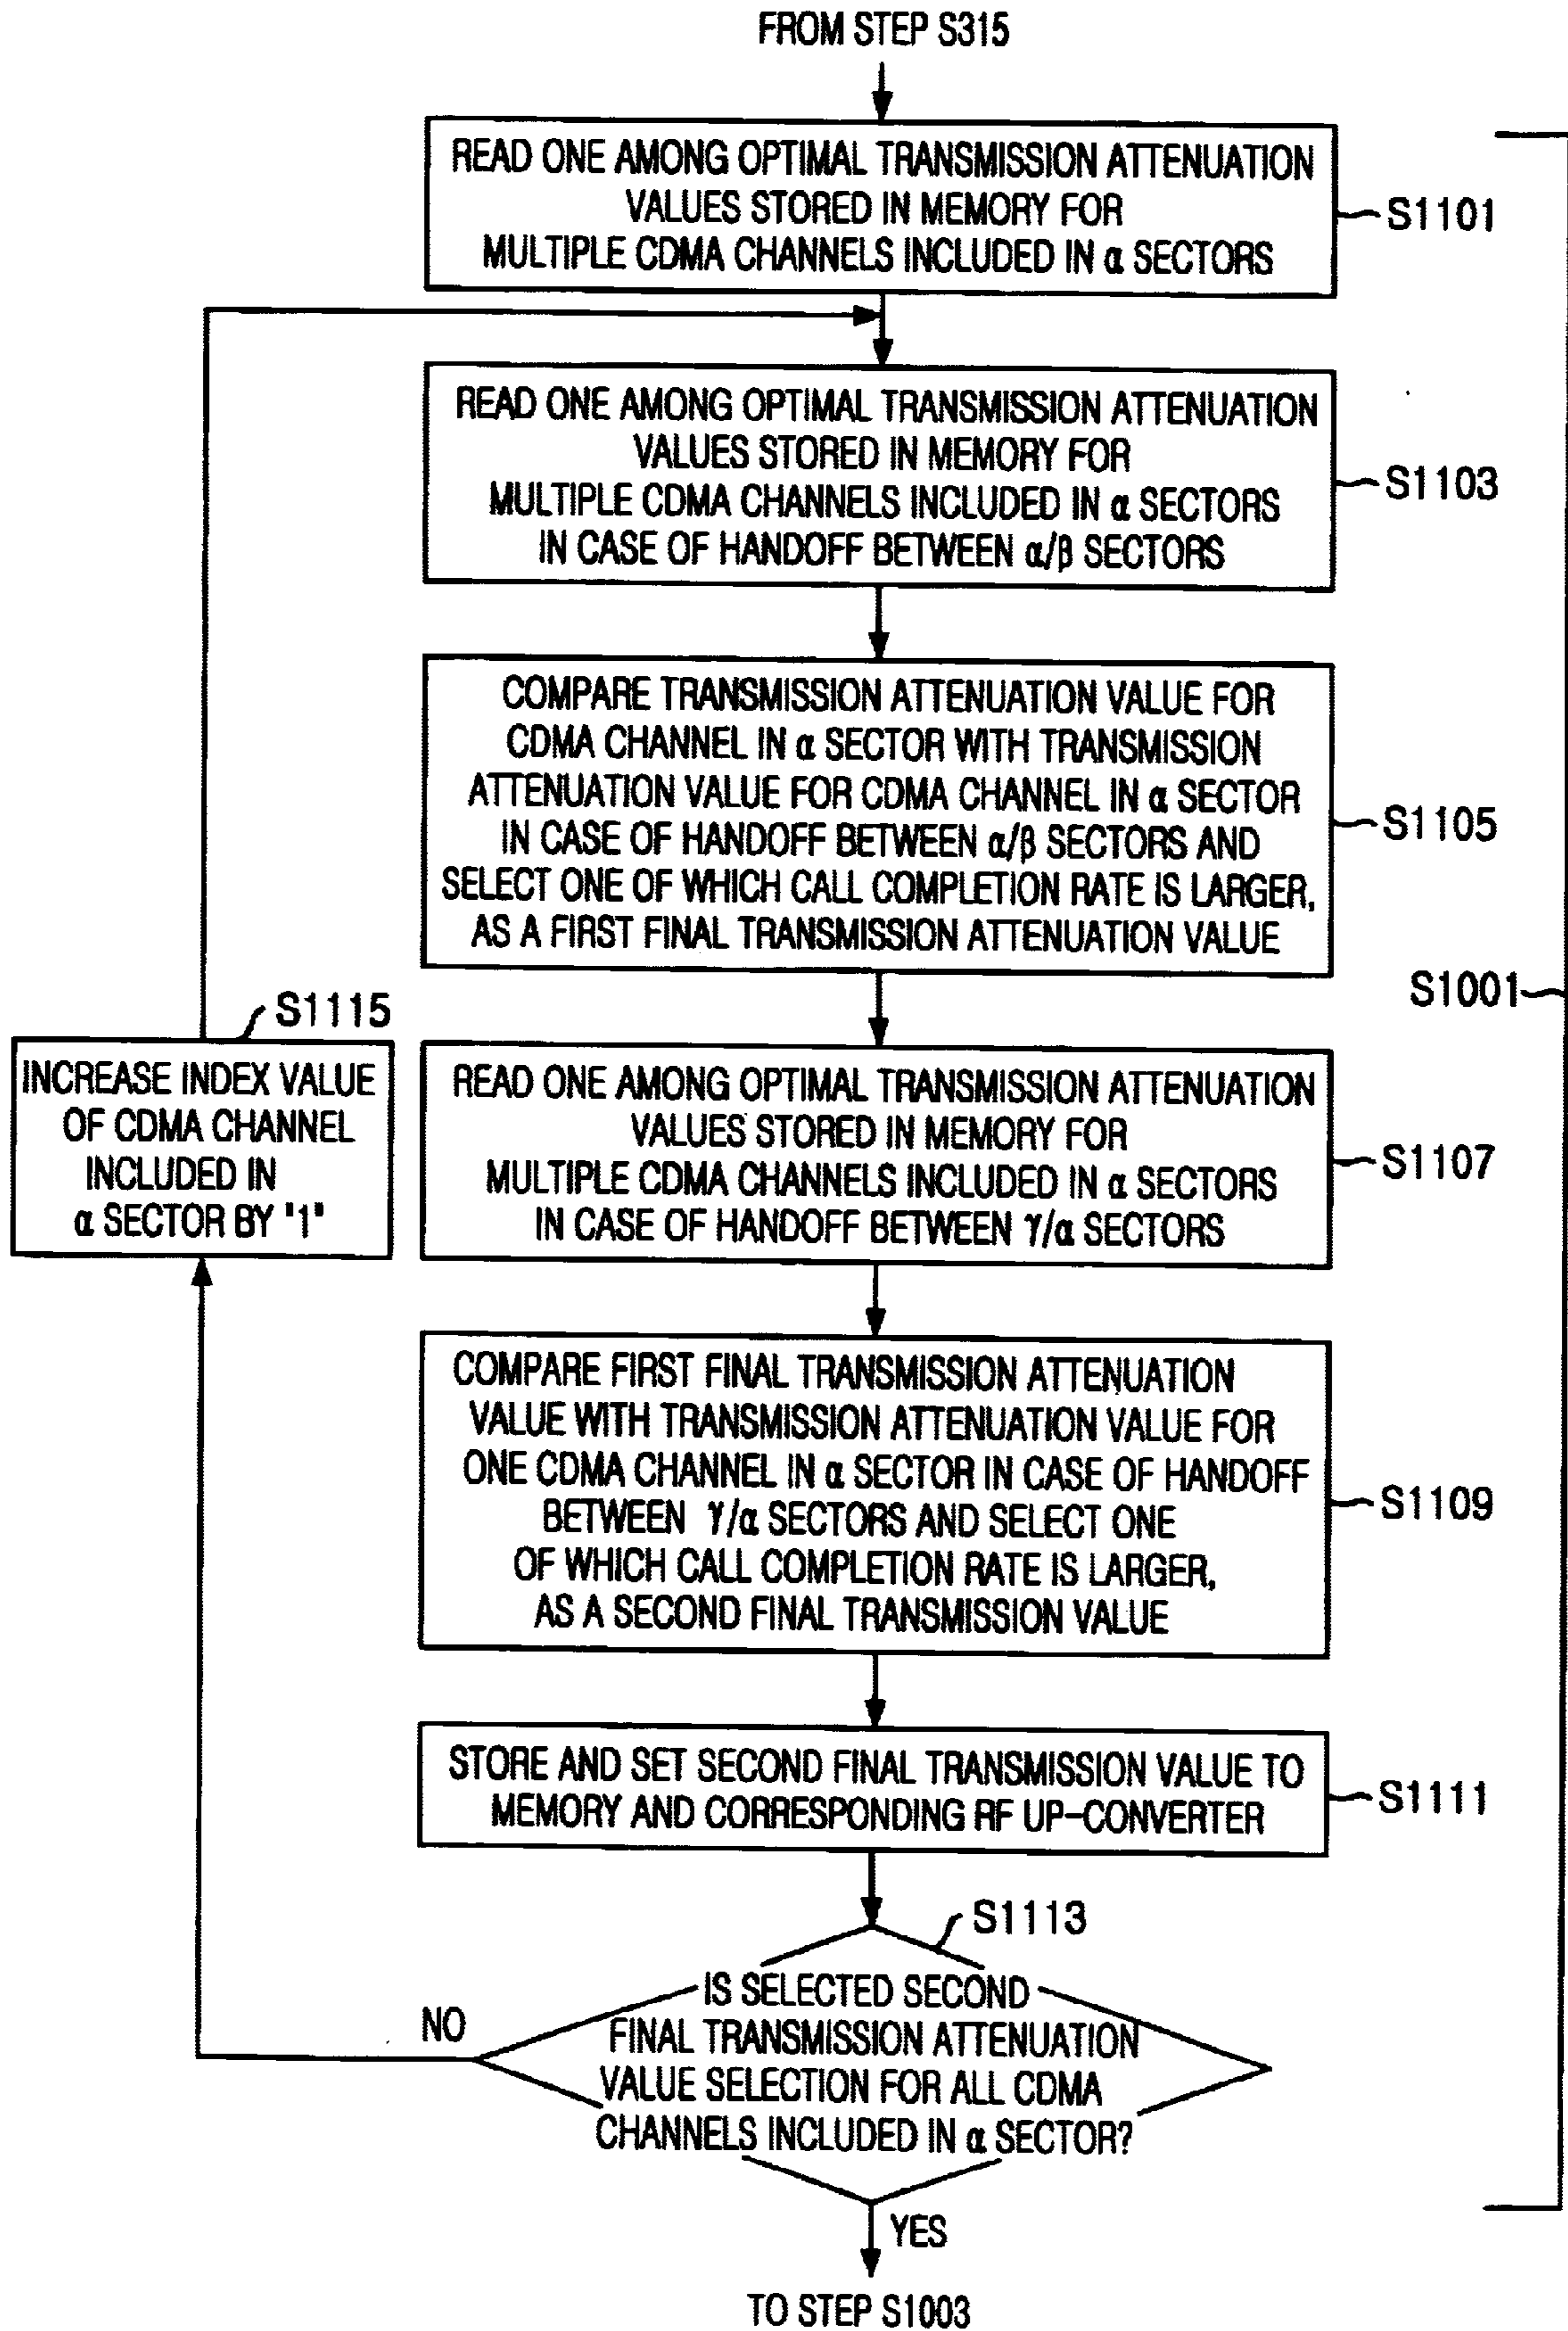 FROM STEP S315
READ ONE AMONG OPTIMAL TRANSMISSION ATTENUATION
VALUES STORED IN MEMORY FOR
MULTIPLE CDMA CHANNELS INCLUDED IN α SECTORS
S1101
READ ONE AMONG OPTIMAL TRANSMISSION ATTENUATION
VALUES STORED IN MEMORY FOR
MULTIPLE CDMA CHANNELS INCLUDED IN α SECTORS
IN CASE OF HANDOFF BETWEEN α/β SECTORS
S1103
COMPARE TRANSMISSION ATTENUATION VALUE FOR
CDMA CHANNEL IN α SECTOR WITH TRANSMISSION
ATTENUATION VALUE FOR CDMA CHANNEL IN α SECTOR
IN CASE OF HANDOFF BETWEEN α/β SECTORS AND
SELECT ONE OF WHICH CALL COMPLETION RATE IS LARGER,
AS A FIRST FINAL TRANSMISSION ATTENUATION VALUE
S1105
S1001
S1115
INCREASE INDEX VALUE
OF CDMA CHANNEL
INCLUDED IN
α SECTOR BY "1"
READ ONE AMONG OPTIMAL TRANSMISSION ATTENUATION
VALUES STORED IN MEMORY FOR
MULTIPLE CDMA CHANNELS INCLUDED IN α SECTORS
IN CASE OF HANDOFF BETWEEN γ/α SECTORS
S1107
COMPARE FIRST FINAL TRANSMISSION ATTENUATION
VALUE WITH TRANSMISSION ATTENUATION VALUE FOR
ONE CDMA CHANNEL IN α SECTOR IN CASE OF HANDOFF
BETWEEN γ/α SECTORS AND SELECT ONE
OF WHICH CALL COMPLETION RATE IS LARGER,
AS A SECOND FINAL TRANSMISSION VALUE
S1109
STORE AND SET SECOND FINAL TRANSMISSION VALUE TO
MEMORY AND CORRESPONDING RF UP-CONVERTER
S1111
S1113
IS SELECTED SECOND
FINAL TRANSMISSION ATTENUATION
VALUE SELECTION FOR ALL CDMA
CHANNELS INCLUDED IN α SECTOR?
NO
YES
TO STEP S1003